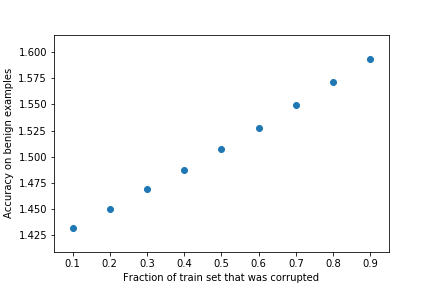 Accuracy on benign examples
1.600
1.575
1.550
1.525
1.500
1.475
1.450
1.425
0.1 0.2 0.3 0.4 0.5 0.6 0.7 0.8 0.9
Fraction of train set that was corrupted